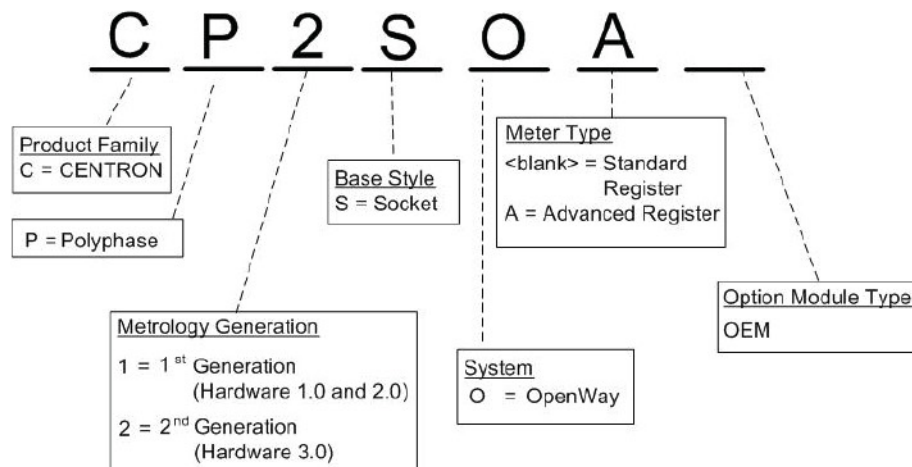 C P 2 S O A
Product Family
C = CENTRON
P = Polyphase
Metrology Generation
1 = 1st Generation
(Hardware 1.0 and 2.0)
2 = 2nd Generation
(Hardware 3.0)
Base Style
S = Socket
System
O = OpenWay
Meter Type
<blank> = Standard
Register
A = Advanced Register
Option Module Type
OEM